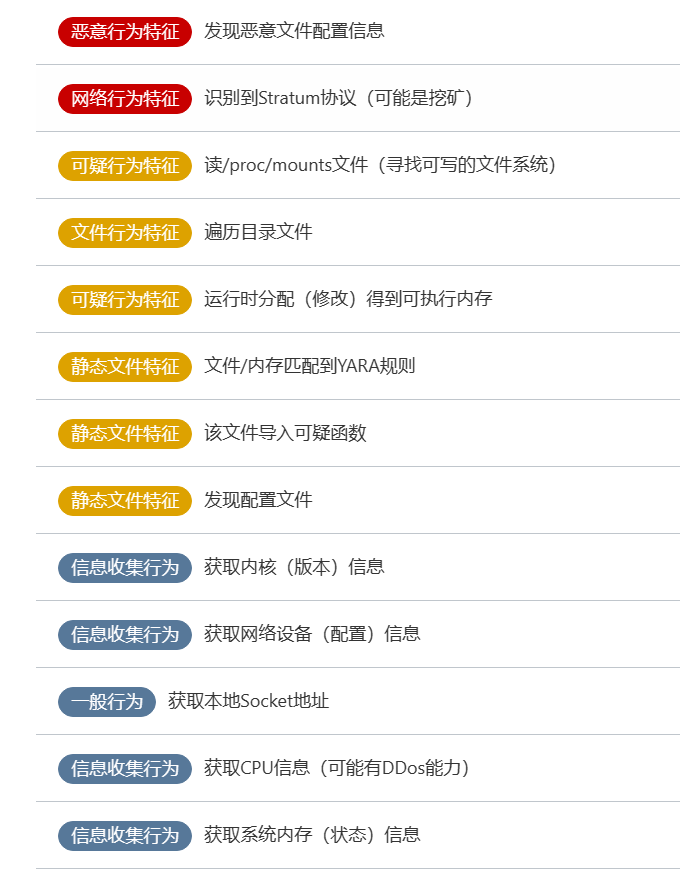 恶意行为特征 发现恶意文件配置信息
网络行为特征 识别到Stratum协议（可能是挖矿）
可疑行为特征 读/proc/mounts文件（寻找可写的文件系统）
文件行为特征 遍历目录文件
可疑行为特征 运行时分配（修改）得到可执行内存
静态文件特征 文件/内存匹配到YARA规则
静态文件特征 该文件导入可疑函数
静态文件特征 发现配置文件
信息收集行为 获取内核（版本）信息
信息收集行为 获取网络设备（配置）信息
一般行为 获取本地Socket地址
信息收集行为 获取CPU信息（可能有DDos能力）
信息收集行为 获取系统内存（状态）信息